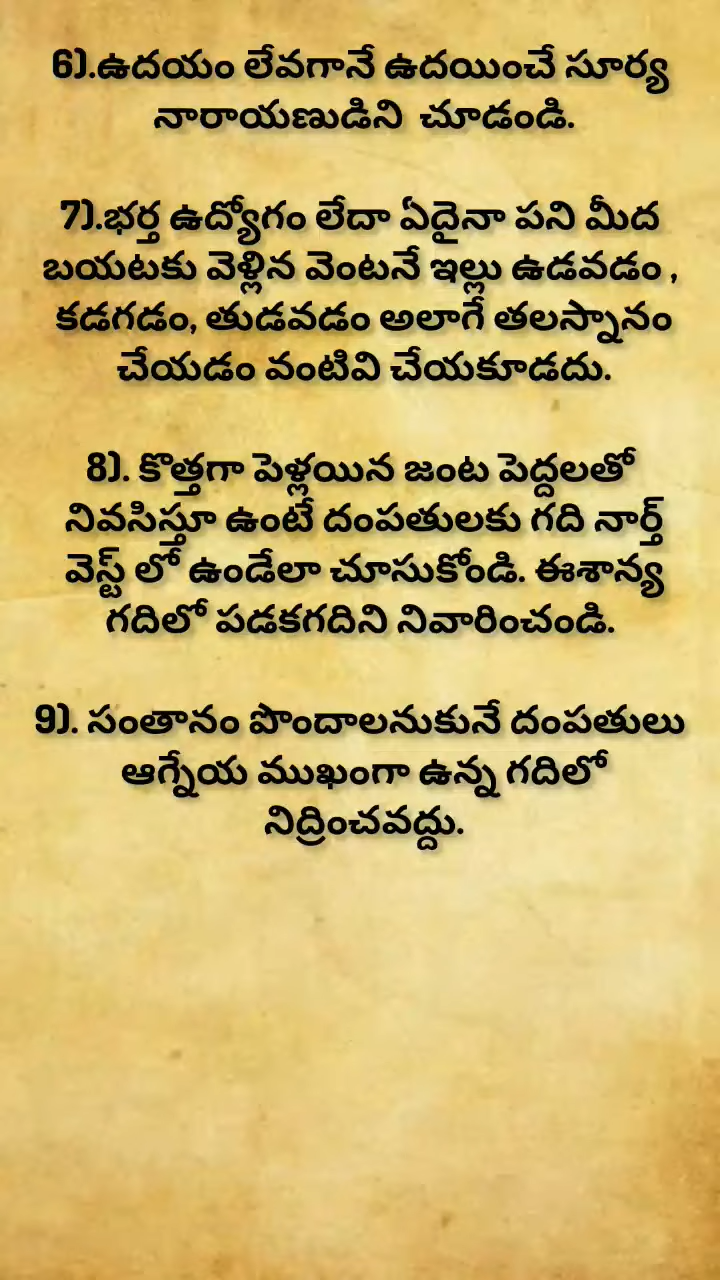 6).ఉదయం లేవగానే ఉదయించే సూర్య
నారాయణుడిని చూడండి.
7).భర్త ఉద్యోగం లేదా ఏదైనా పని మీద
బయటకు వెళ్లిన వెంటనే ఇల్లు ఉడవడం ,
కడగడం, తుడవడం అలాగే తలస్నానం
చేయడం వంటివి చేయకూడదు.
8). కొత్తగా పెళ్లయిన జంట పెద్దలతో
నివసిస్తూ ఉంటే దంపతులకు గది నార్త్
వెస్ట్ లో ఉండేలా చూసుకోండి. ఈశాన్య
గదిలో పడకగదిని నివారించండి.
9). సంతానం పొందాలనుకునే దంపతులు
ఆగ్నేయ ముఖంగా ఉన్న గదిలో
నిద్రించవద్దు.